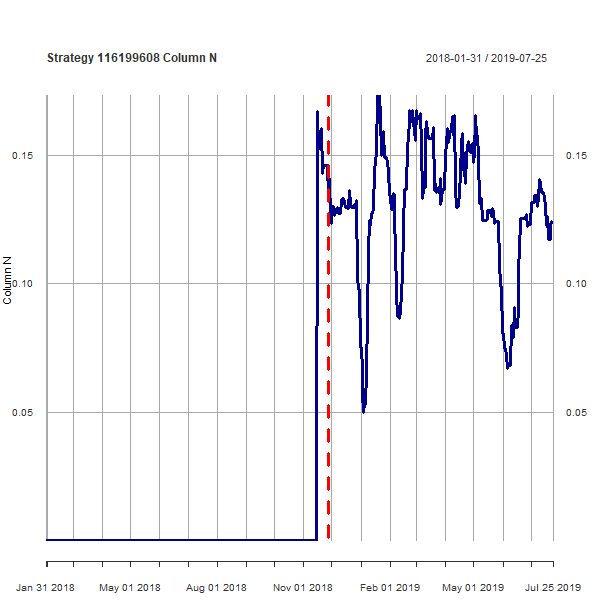 Strategy 116199608 Column N 2018-01-31 / 2019-07-25
0.15 0.15
0.10 0.10
Column N
0.05 0.05
Jan 31 2018 May 01 2018 Aug 01 2018 Nov 01 2018 Feb 01 2019 May 01 2019 Jul 25 2019